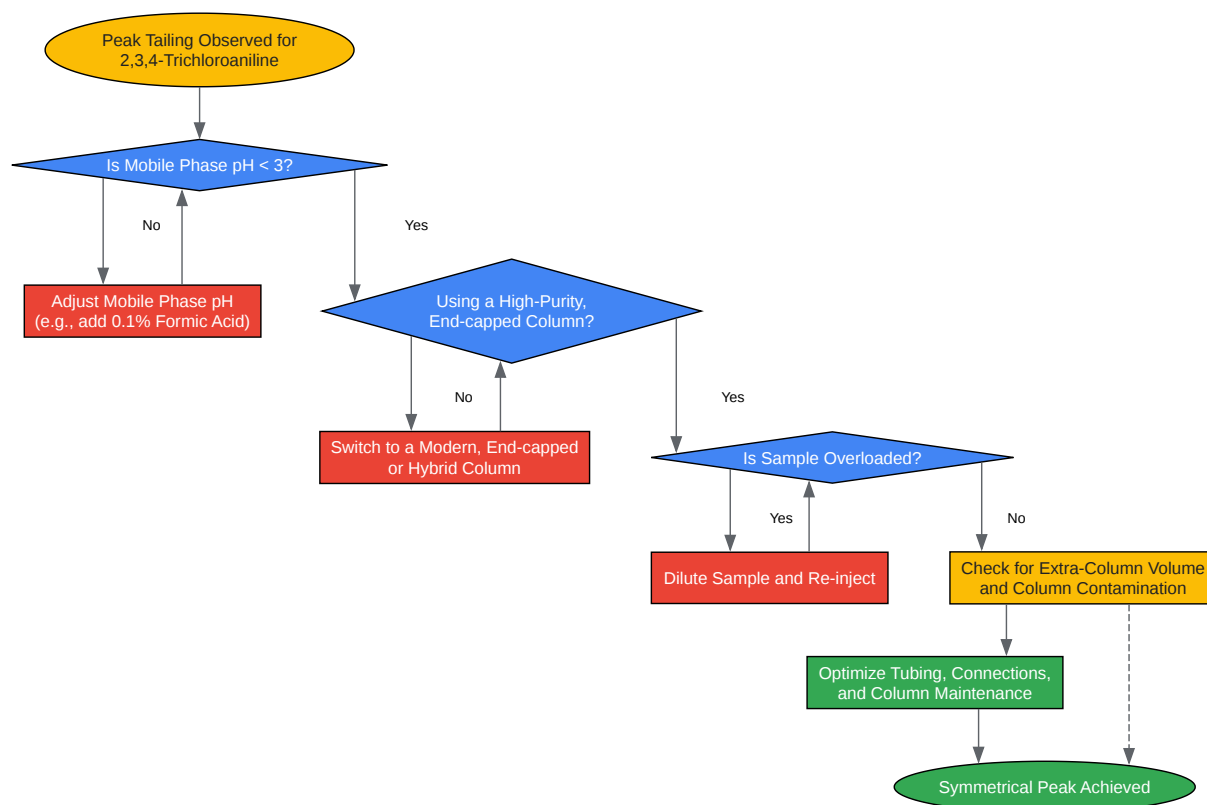 Peak Tailing Observed for
2,3,4-Trichloroaniline
Is Mobile Phase pH < 3?
No
Yes
Adjust Mobile Phase pH
(e.g., add 0.1% Formic Acid)
Using a High-Purity,
End-capped Column?
No
Yes
Switch to a Modern, End-capped
or Hybrid Column
Is Sample Overloaded?
Yes
No
Dilute Sample and Re-inject
Check for Extra-Column Volume
and Column Contamination
Optimize Tubing, Connections,
and Column Maintenance
Symmetrical Peak Achieved